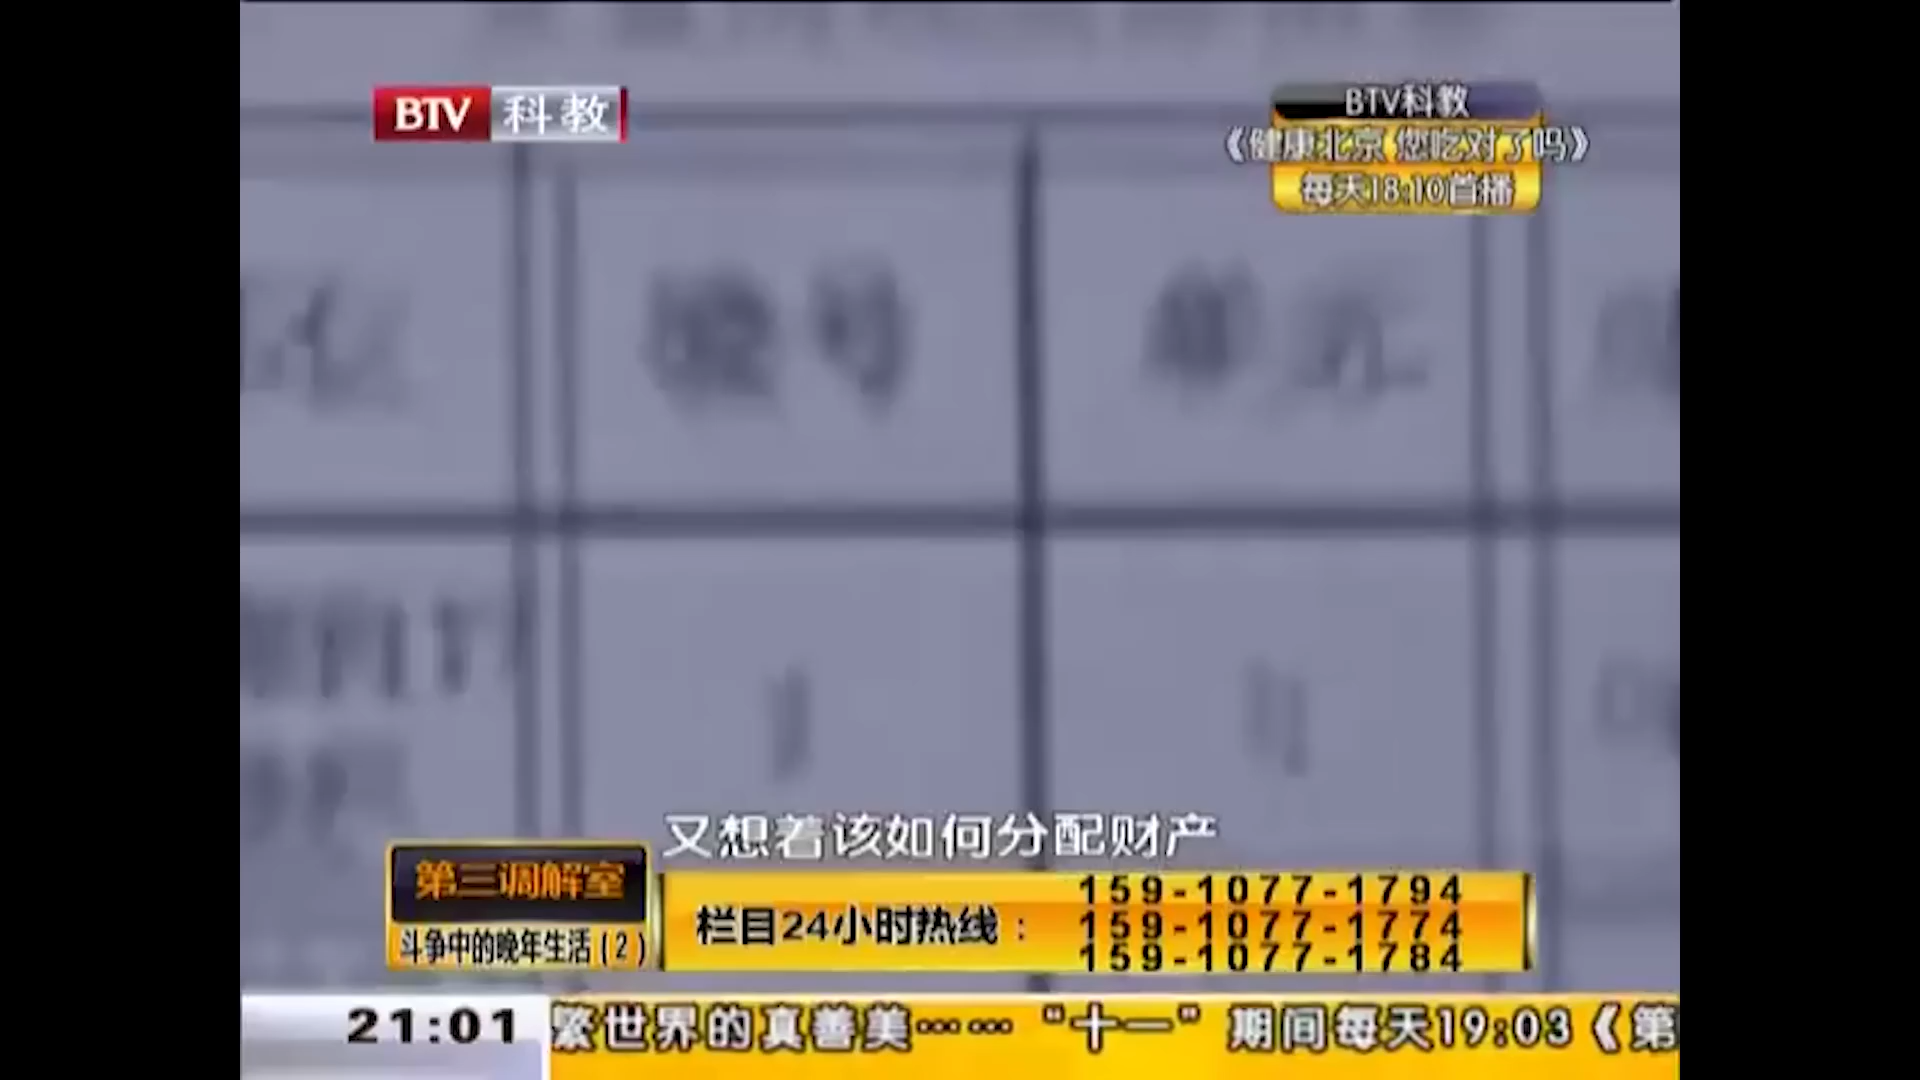 BTV 科教
BTV科教
《健康北京 您吃对了吗》
每天18:10首播
单元
又想着该如何分配财产
第三调解室
斗争中的晚年生活(2)
栏目24小时热线：
159-1077-1794
159-1077-1774
159-1077-1784
21:01
繁世界的真善美…… “十一” 期间每天19:03《第